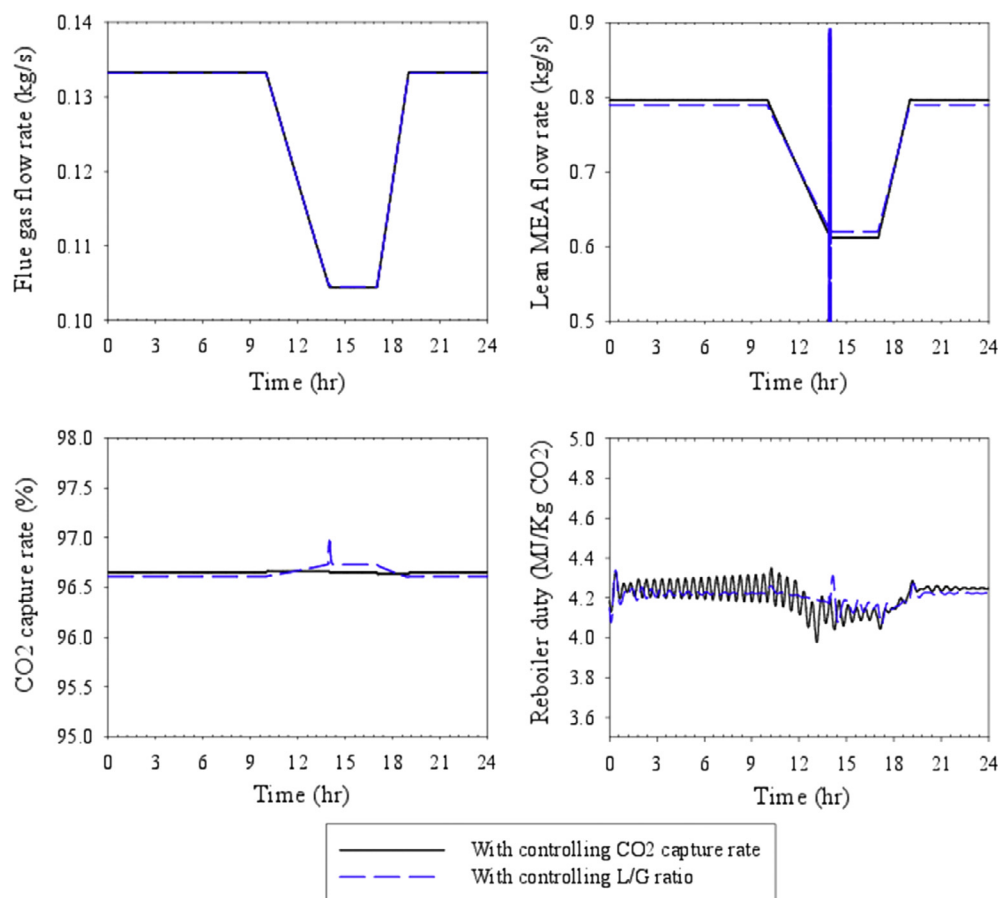 Flue gas flow rate (kg/s)
0.14
0.13
0.12
0.11
0.10
0 3 6 9 12 15 18 21 24
Time (hr)
Lean MEA flow rate (kg/s)
0.9
0.8
0.7
0.6
0.5
0 3 6 9 12 15 18 21 24
Time (hr)
CO2 capture rate (%)
98.0
97.5
97.0
96.5
96.0
95.5
95.0
0 3 6 9 12 15 18 21 24
Time (hr)
Reboiler duty (MJ/Kg CO2)
5.0
4.8
4.6
4.4
4.2
4.0
3.8
3.6
0 3 6 9 12 15 18 21 24
Time (hr)
With controlling CO2 capture rate
With controlling L/G ratio